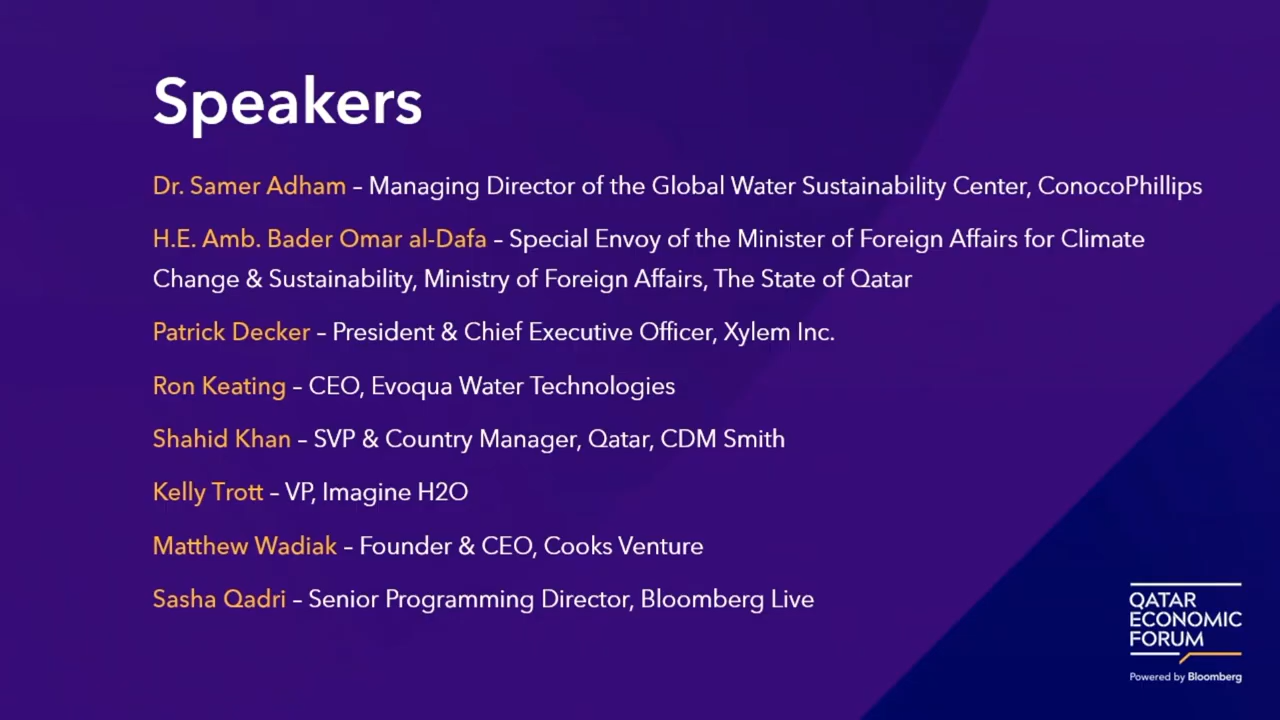 Speakers
Dr. Samer Adham – Managing Director of the Global Water Sustainability Center, ConocoPhillips
H.E. Amb. Bader Omar al-Dafa – Special Envoy of the Minister of Foreign Affairs for Climate
Change & Sustainability, Ministry of Foreign Affairs, The State of Qatar
Patrick Decker – President & Chief Executive Officer, Xylem Inc.
Ron Keating – CEO, Evoqua Water Technologies
Shahid Khan – SVP & Country Manager, Qatar, CDM Smith
Kelly Trott – VP, Imagine H2O
Matthew Wadiak – Founder & CEO, Cooks Venture
Sasha Qadri – Senior Programming Director, Bloomberg Live
QATAR
ECONOMIC
FORUM
Powered by Bloomberg